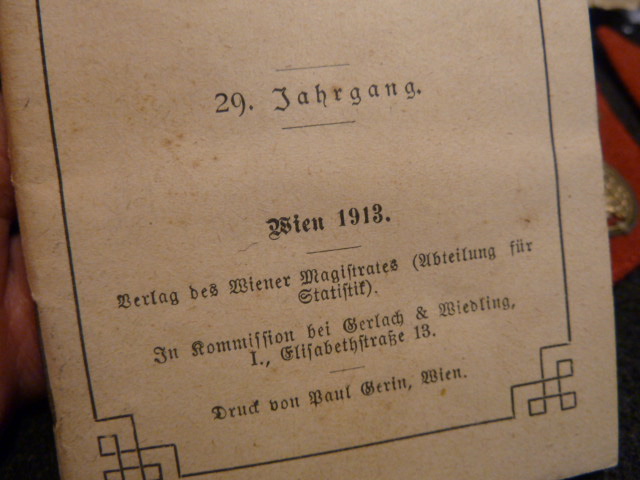 29. Jahrgang.
Wien 1913.
Verlag des Wiener Magistrates (Abteilung für
Statistik).
In Kommission bei Gerlach & Wiedling,
I., Elisabethstraße 13.
Druck von Paul Gerin, Wien.